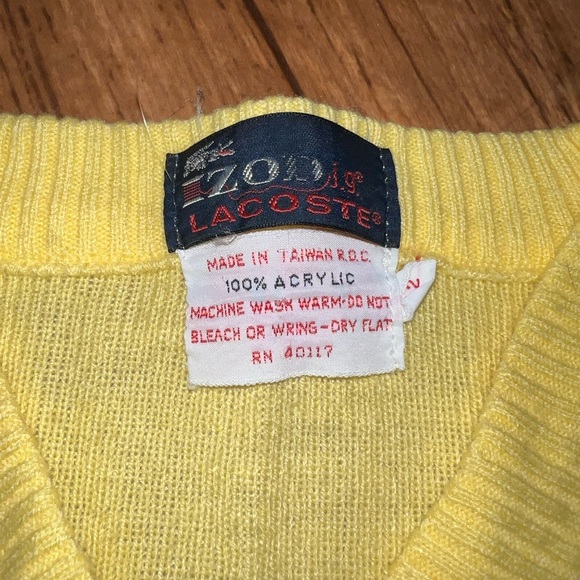 IZOD j.g.®
LACOSTE®
MADE IN TAIWAN R.O.C.
100% ACRYLIC
MACHINE WASH WARM-DO NOT
BLEACH OR WRING-DRY FLAT
RN 40117